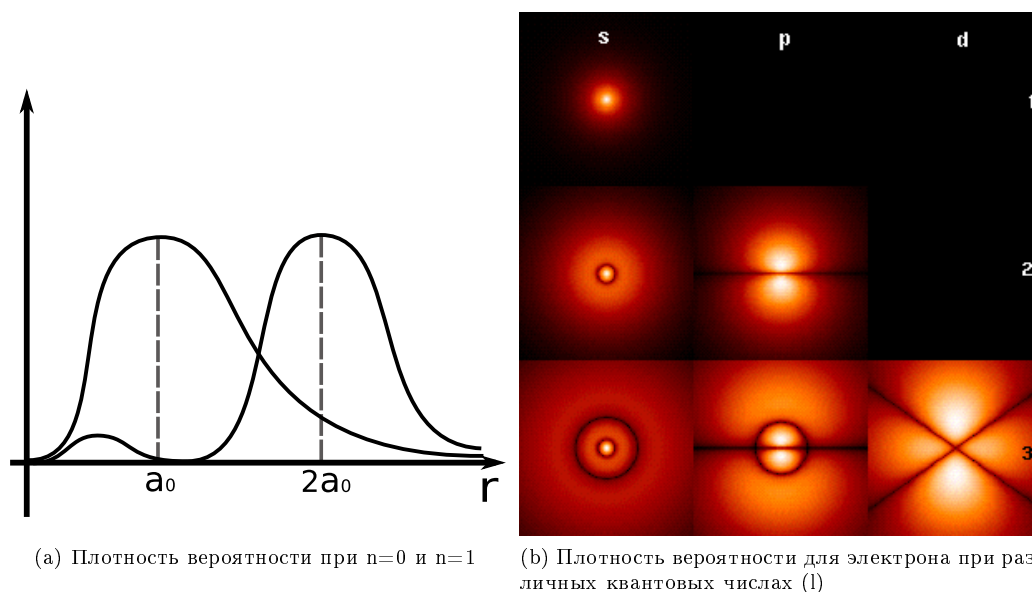 s p d
1
2
3
a₀ 2a₀ r
(a) Плотность вероятности при n=0 и n=1
(b) Плотность вероятности для электрона при раз
личных квантовых числах (l)